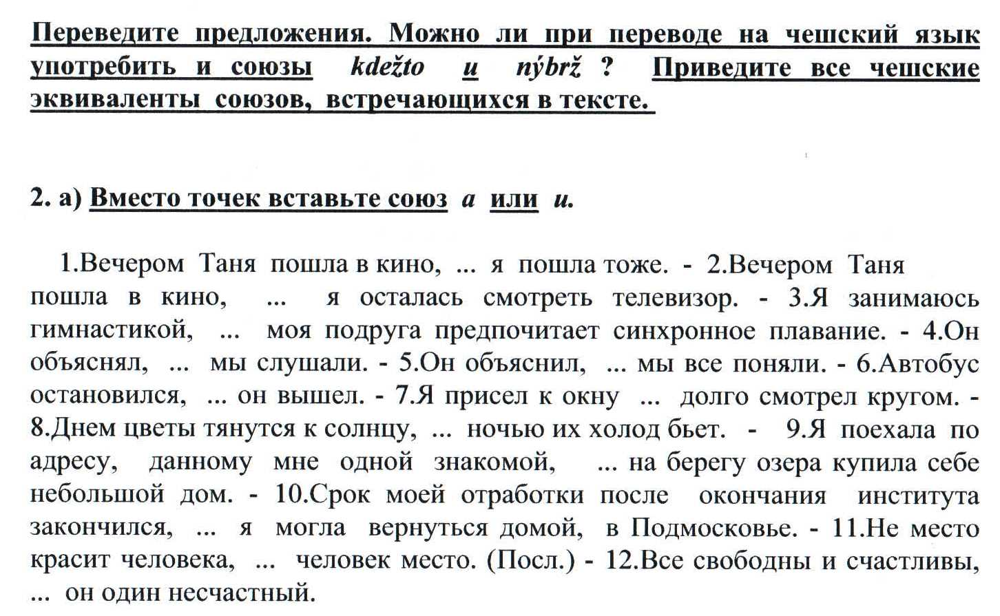 Переведите предложения. Можно ли при переводе на чешский язык
употребить и союзы kdežto и nýbrž ? Приведите все чешские
эквиваленты союзов, встречающихся в тексте.
2. а) Вместо точек вставьте союз а или и.
1.Вечером Таня пошла в кино, ... я пошла тоже. - 2.Вечером Таня
пошла в кино, ... я осталась смотреть телевизор. - 3.Я занимаюсь
гимнастикой, ... моя подруга предпочитает синхронное плавание. - 4.Он
объяснял, ... мы слушали. - 5.Он объяснил, ... мы все поняли. - 6.Автобус
остановился, ... он вышел. - 7.Я присел к окну ... долго смотрел кругом. -
8.Днем цветы тянутся к солнцу, ... ночью их холод бьет. - 9.Я поехала по
адресу, данному мне одной знакомой, ... на берегу озера купила себе
небольшой дом. - 10.Срок моей отработки после окончания института
закончился, ... я могла вернуться домой, в Подмосковье. - 11.Не место
красит человека, ... человек место. (Посл.) - 12.Все свободны и счастливы,
... он один несчастный.